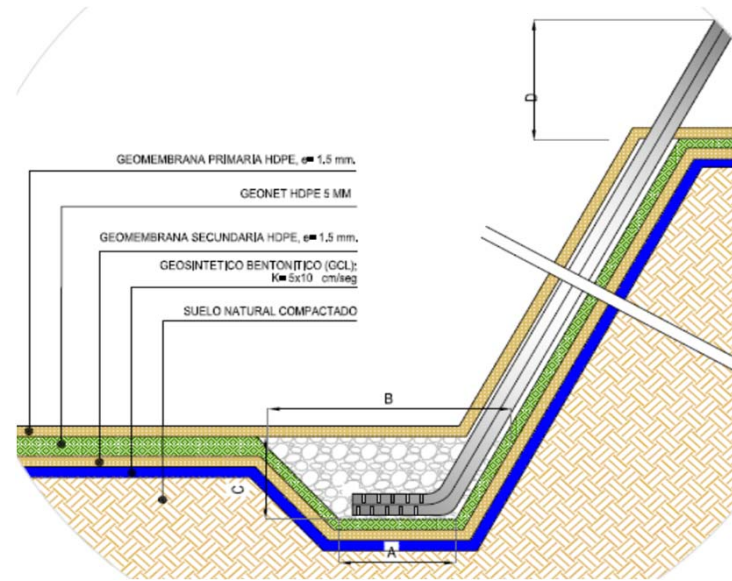 D
GEOMEMBRANA PRIMARIA HDPE, e= 1.5 mm.
GEONET HDPE 5 MM
GEOMEMBRANA SECUNDARIA HDPE, e= 1.5 mm.
GEOSINTETICO BENTONITICO (GCL);
K= 5x10 cm/seg
SUELO NATURAL COMPACTADO
B
C
A